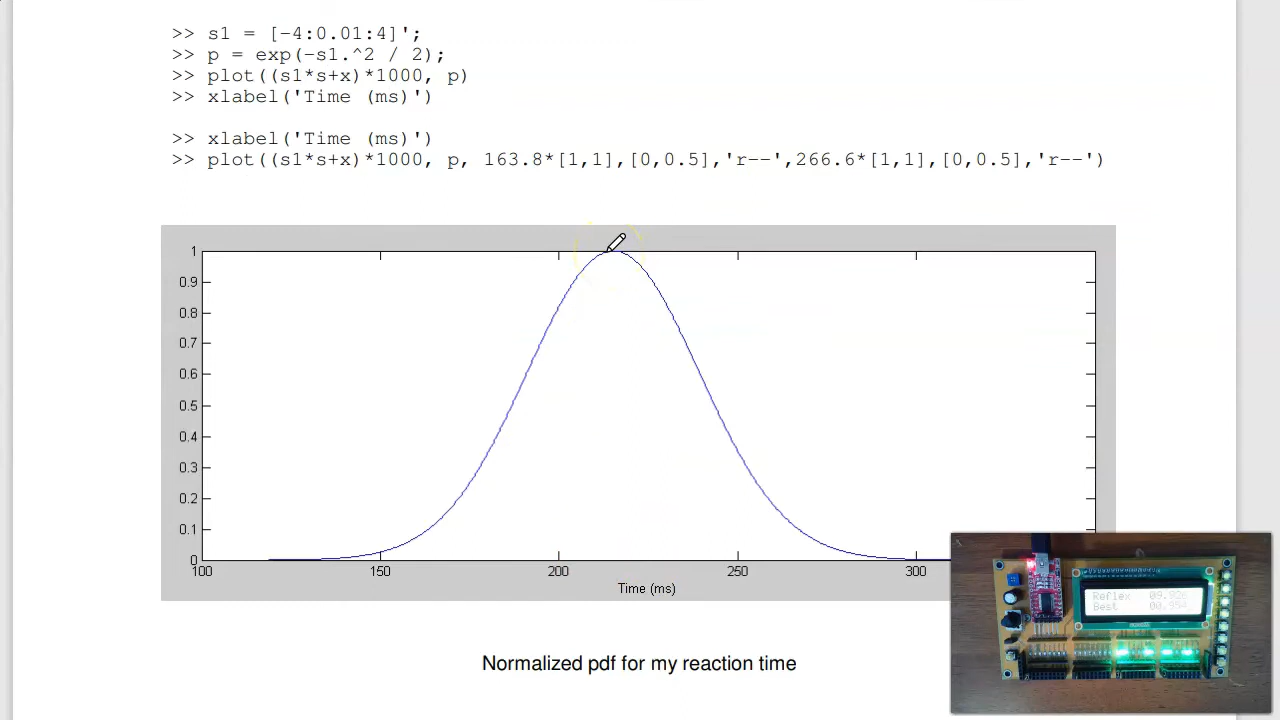 >> s1 = [-4:0.01:4]';
>> p = exp(-s1.^2 / 2);
>> plot((s1*s+x)*1000, p)
>> xlabel('Time (ms)')
>> xlabel('Time (ms)')
>> plot((s1*s+x)*1000, p, 163.8*[1,1],[0,0.5],'r--',266.6*[1,1],[0,0.5],'r--')
1
0.9
0.8
0.7
0.6
0.5
0.4
0.3
0.2
0.1
0
100 150 200 250 300
Time (ms)
Reflex
Best
Normalized pdf for my reaction time